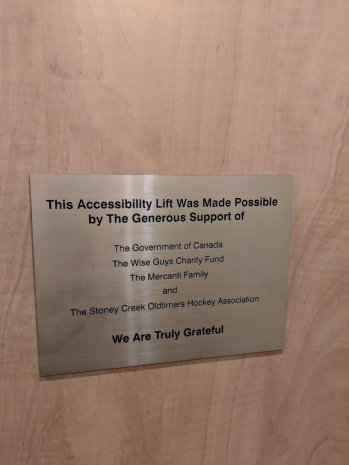 This Accessibility Lift Was Made Possible
by The Generous Support of
The Government of Canada
The Wise Guys Charity Fund
The Mercanti Family
and
The Stoney Creek Oldtimers Hockey Association
We Are Truly Grateful